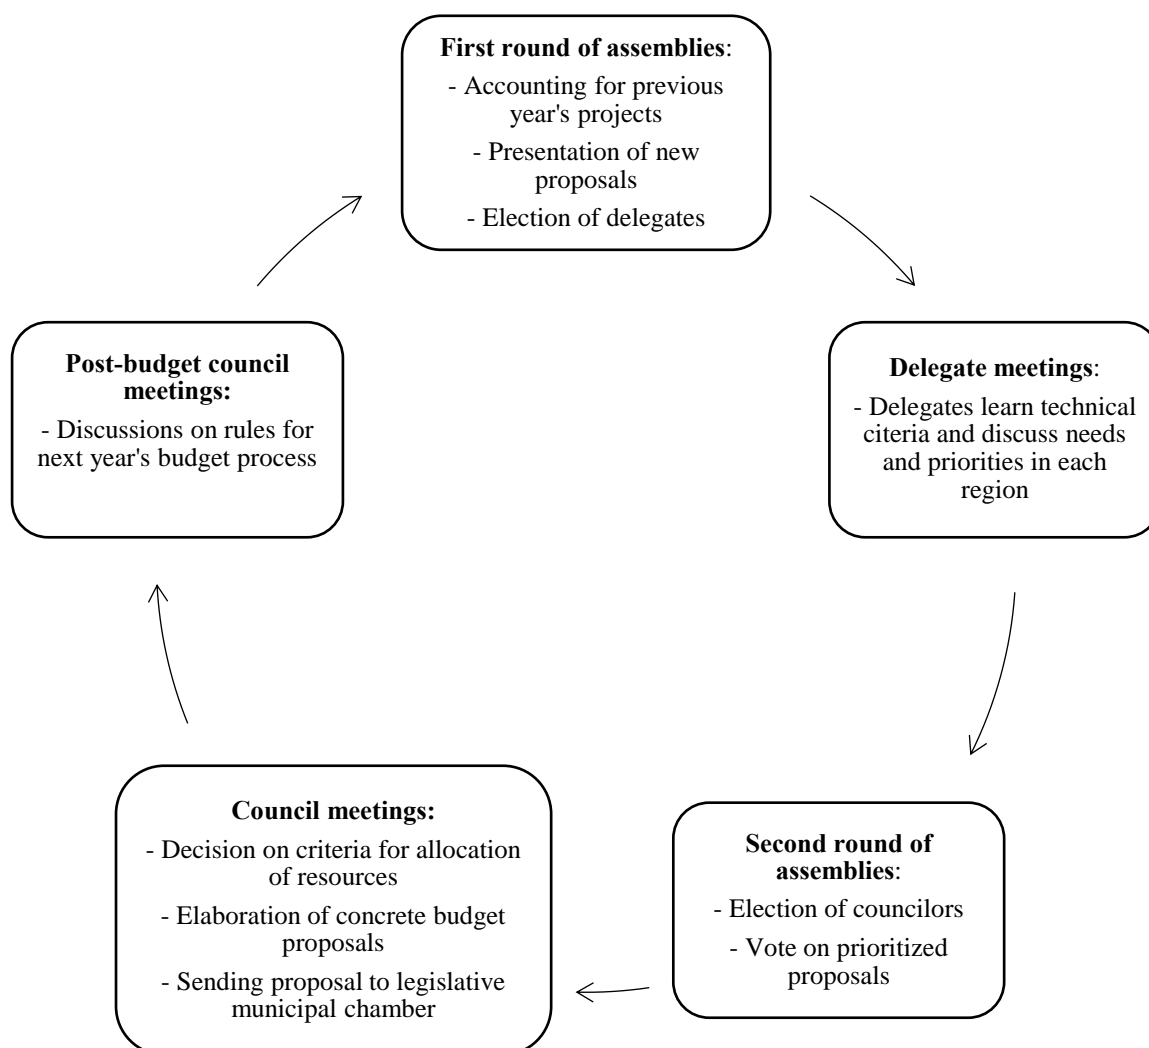 First round of assemblies:
- Accounting for previous
year's projects
- Presentation of new
proposals
- Election of delegates
Delegate meetings:
- Delegates learn technical
citeria and discuss needs
and priorities in each
region
Second round of
assemblies:
- Election of councilors
- Vote on prioritized
proposals
Council meetings:
- Decision on criteria for allocation
of resources
- Elaboration of concrete budget
proposals
- Sending proposal to legislative
municipal chamber
Post-budget council
meetings:
- Discussions on rules for
next year's budget process